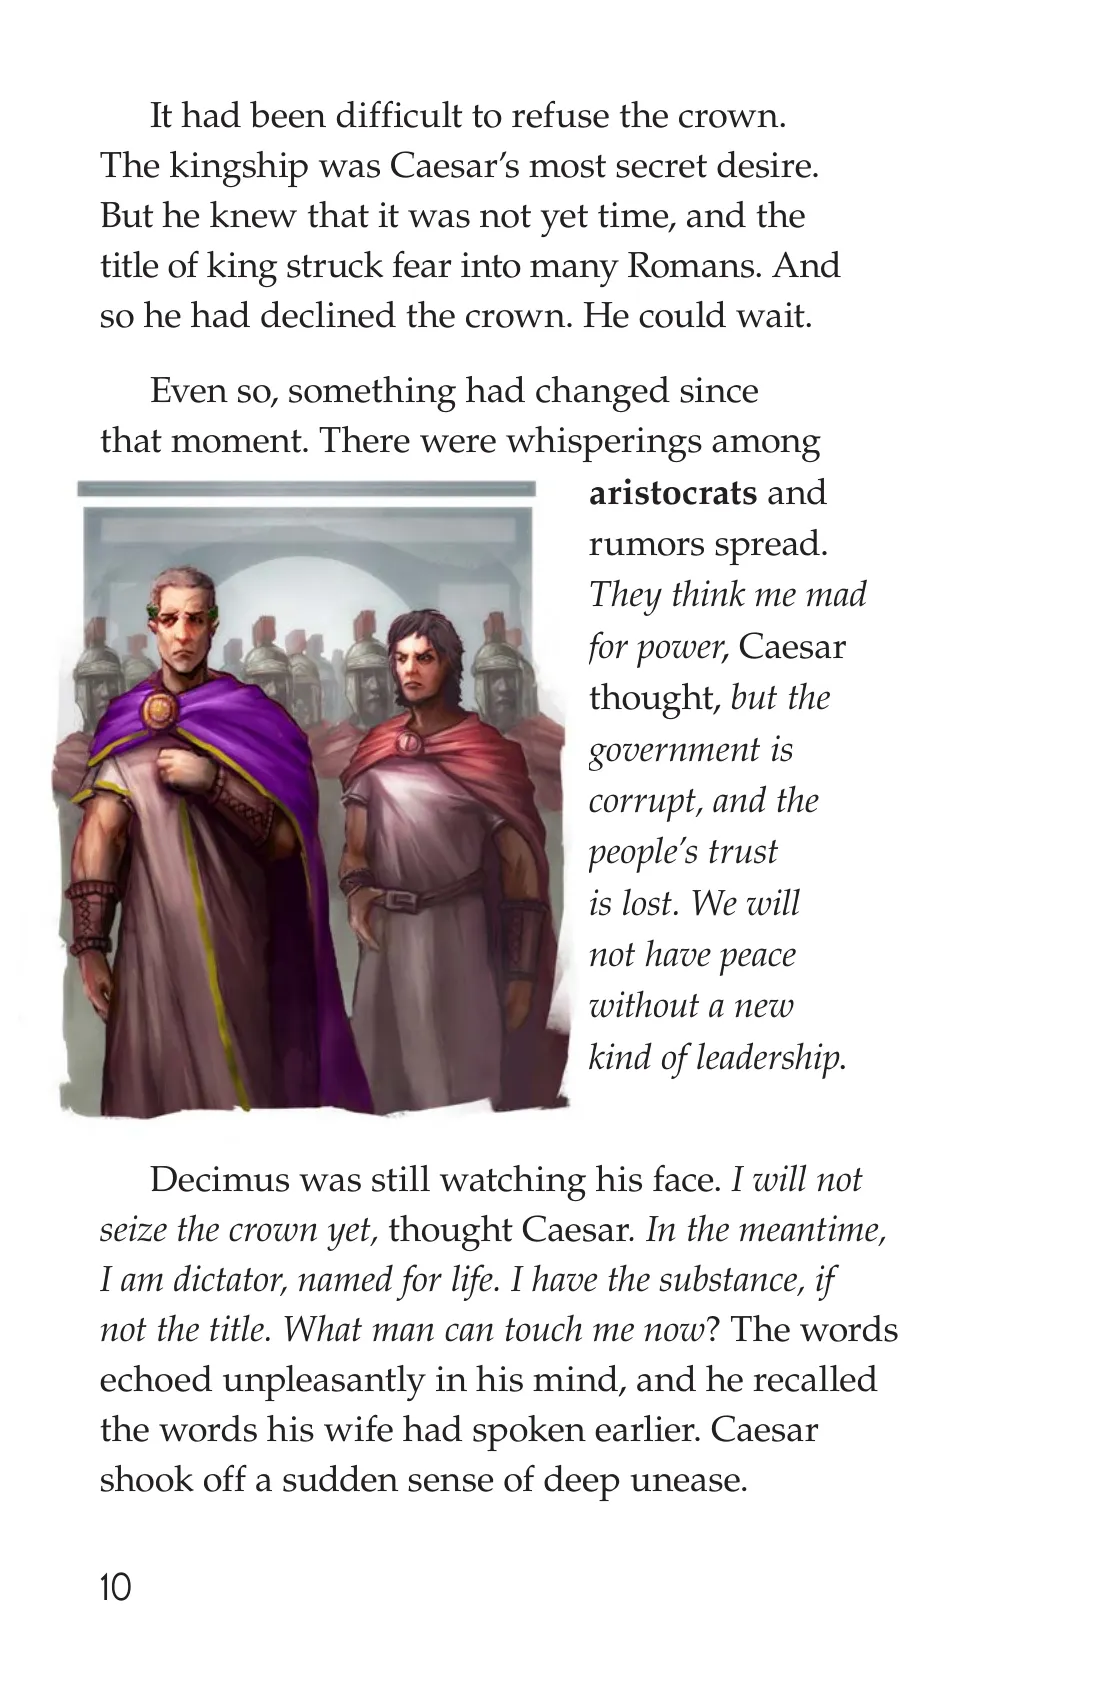 It had been difficult to refuse the crown.
The kingship was Caesar’s most secret desire.
But he knew that it was not yet time, and the
title of king struck fear into many Romans. And
so he had declined the crown. He could wait.
Even so, something had changed since
that moment. There were whisperings among
aristocrats and
rumors spread.
They think me mad
for power, Caesar
thought, but the
government is
corrupt, and the
people’s trust
is lost. We will
not have peace
without a new
kind of leadership.
Decimus was still watching his face. I will not
seize the crown yet, thought Caesar. In the meantime,
I am dictator, named for life. I have the substance, if
not the title. What man can touch me now? The words
echoed unpleasantly in his mind, and he recalled
the words his wife had spoken earlier. Caesar
shook off a sudden sense of deep unease.
10